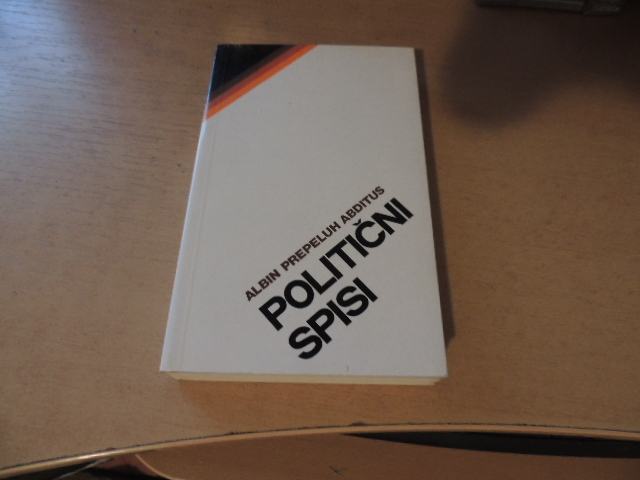 ALBIN PREPELUH ABDITUS
POLITIČNI
SPISI